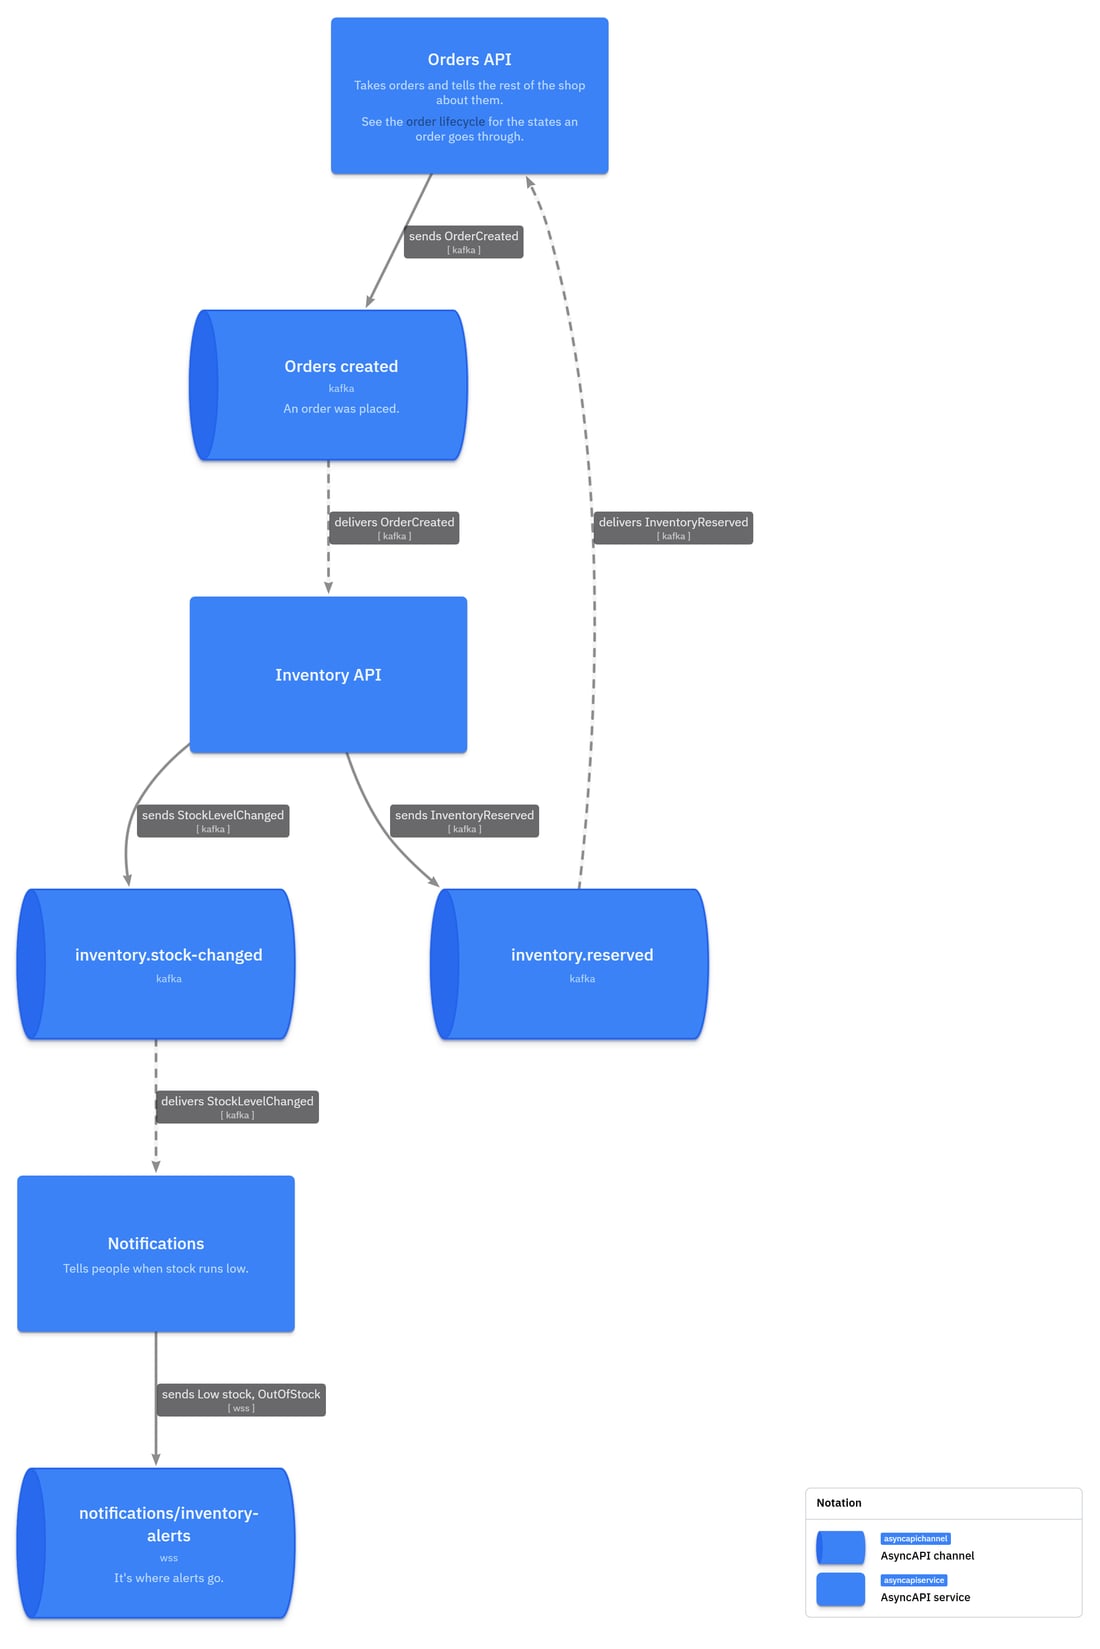 Orders API
Takes orders and tells the rest of the shop
about them.
See the order lifecycle for the states an
order goes through.
sends OrderCreated
[ kafka ]
Orders created
kafka
An order was placed.
delivers OrderCreated
[ kafka ]
delivers InventoryReserved
[ kafka ]
Inventory API
sends StockLevelChanged
[ kafka ]
sends InventoryReserved
[ kafka ]
inventory.stock-changed
kafka
inventory.reserved
kafka
delivers StockLevelChanged
[ kafka ]
Notifications
Tells people when stock runs low.
sends Low stock, OutOfStock
[ wss ]
notifications/inventory-
alerts
wss
It's where alerts go.
Notation
asyncapichannel
AsyncAPI channel
asyncapiservice
AsyncAPI service